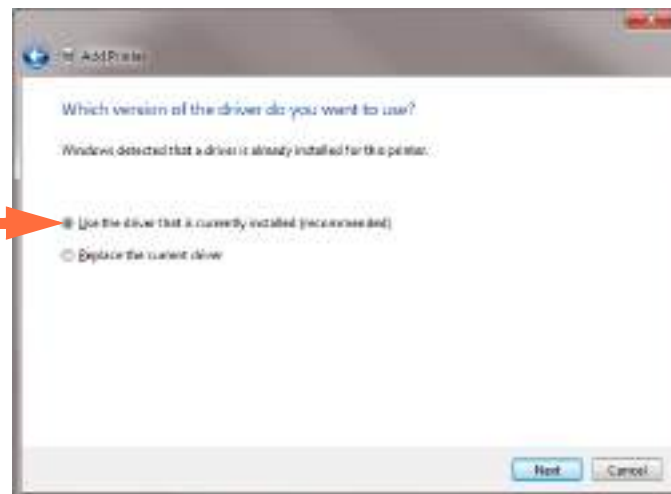 Add Printer
Which version of the driver do you want to use?
Windows detected that a driver is already installed for this printer.
Use the driver that is currently installed (recommended)
Replace the current driver
Next Cancel